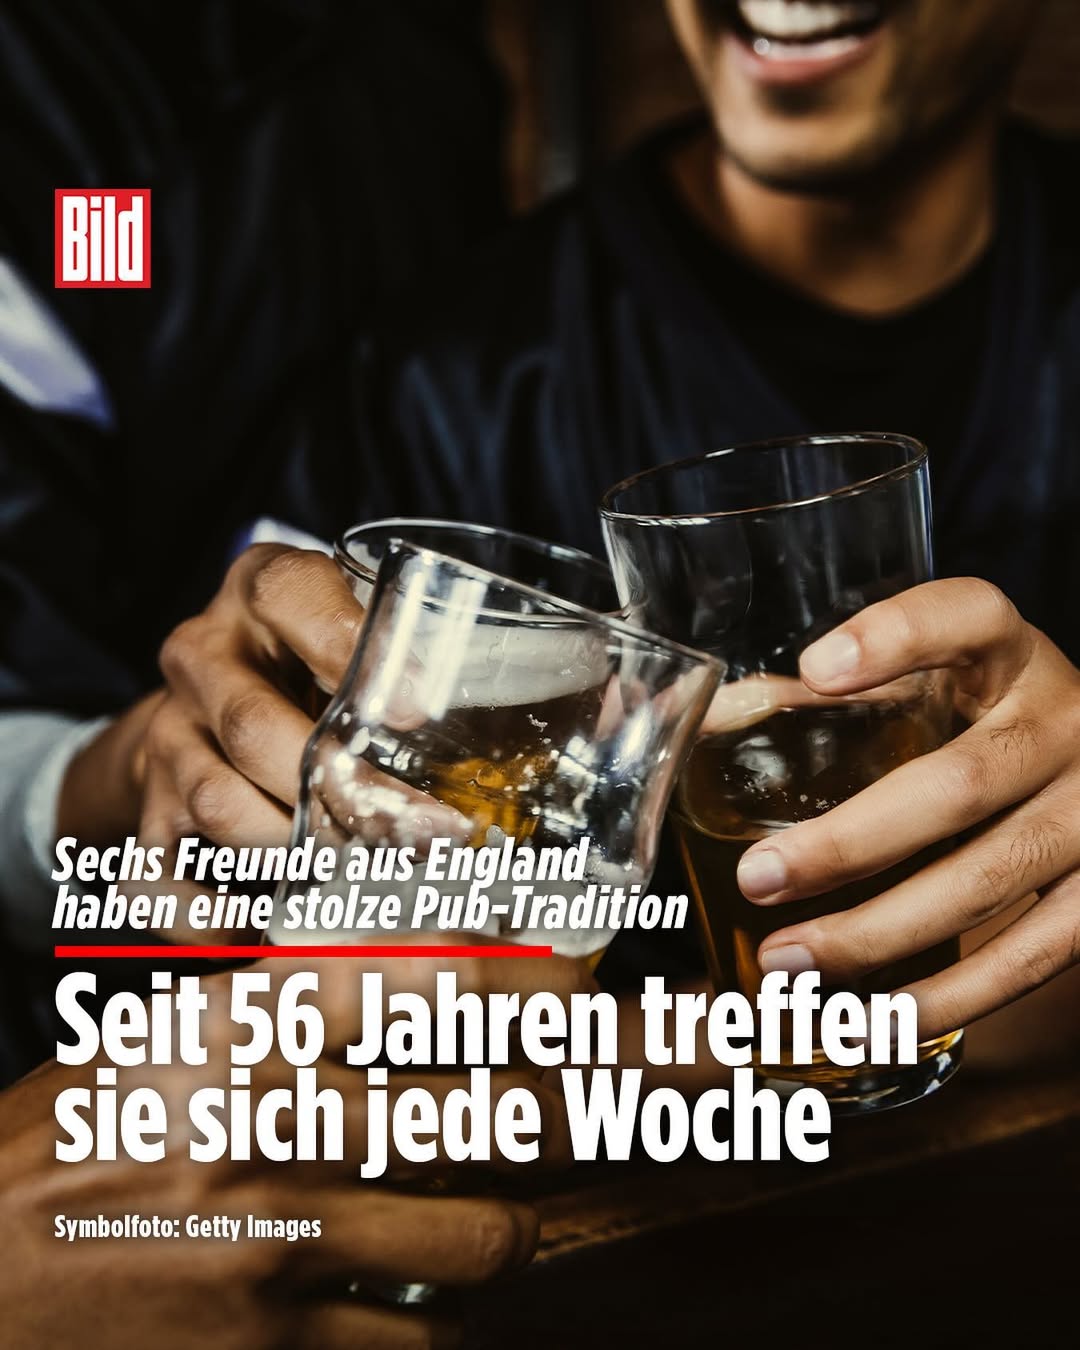 Bild
Sechs Freunde aus England
haben eine stolze Pub-Tradition
Seit 56 Jahren treffen
sie sich jede Woche
Symbolfoto: Getty Images